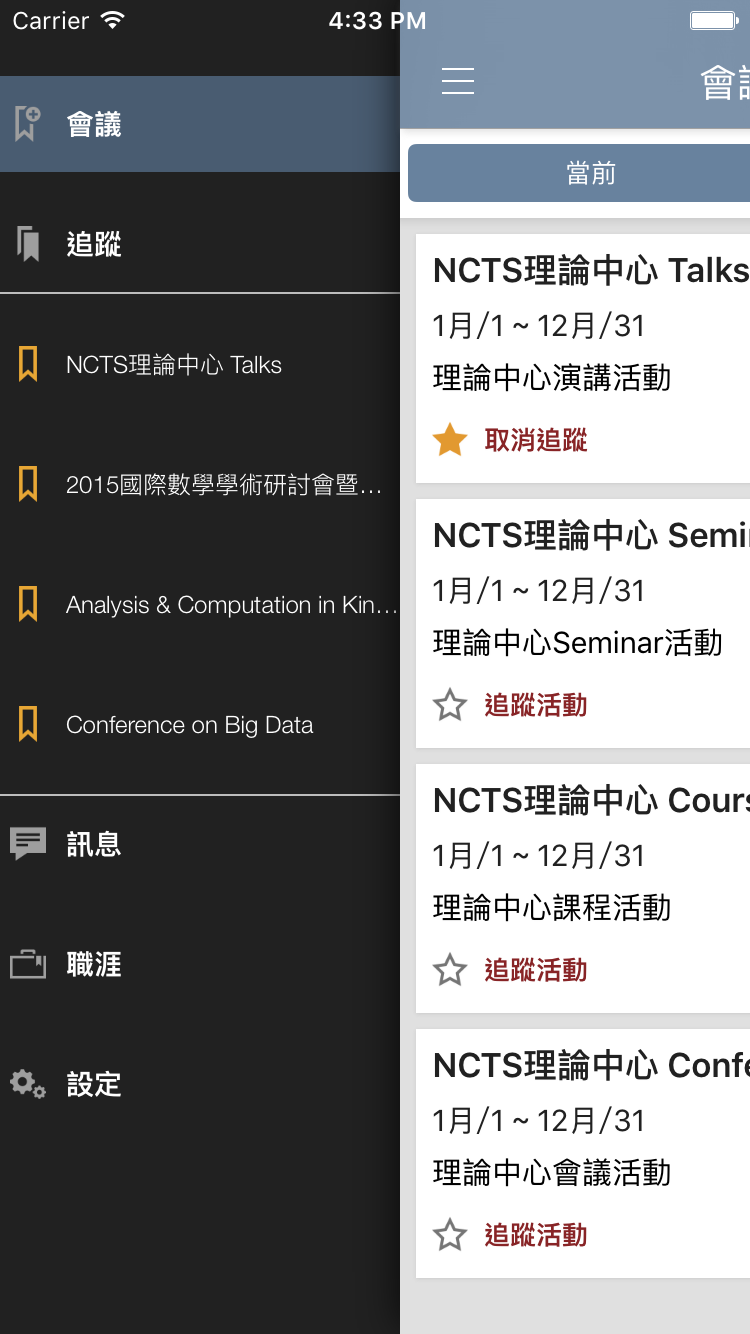 Carrier 4:33 PM
會議
追蹤
NCTS理論中心 Talks
2015國際數學學術研討會暨…
Analysis & Computation in Kin…
Conference on Big Data
訊息
職涯
設定
會
當前
NCTS理論中心 Talks
1月/1 ~ 12月/31
理論中心演講活動
取消追蹤
NCTS理論中心 Semi
1月/1 ~ 12月/31
理論中心Seminar活動
追蹤活動
NCTS理論中心 Cours
1月/1 ~ 12月/31
理論中心課程活動
追蹤活動
NCTS理論中心 Confe
1月/1 ~ 12月/31
理論中心會議活動
追蹤活動